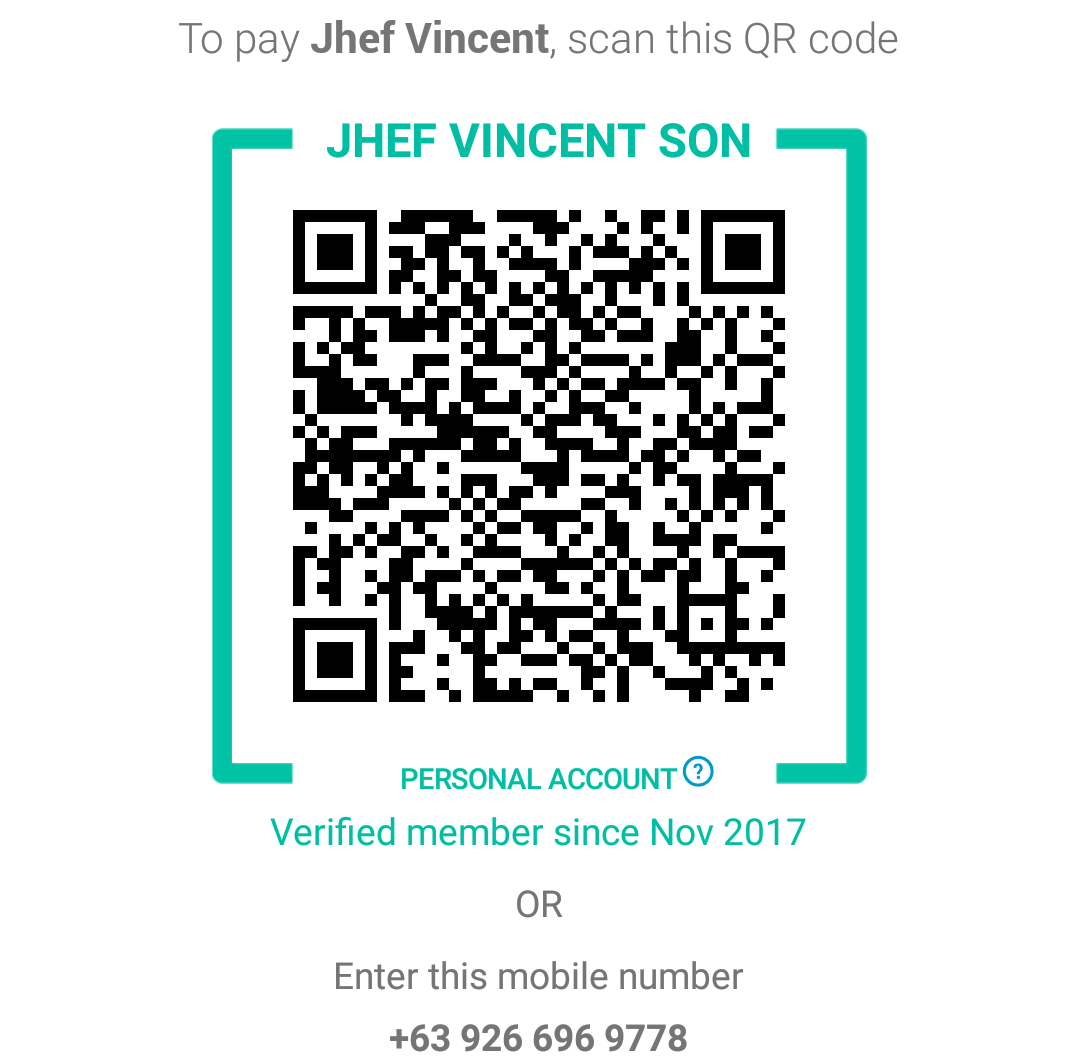 To pay Jhef Vincent, scan this QR code
JHEF VINCENT SON
PERSONAL ACCOUNT ?
Verified member since Nov 2017
OR
Enter this mobile number
+63 926 696 9778